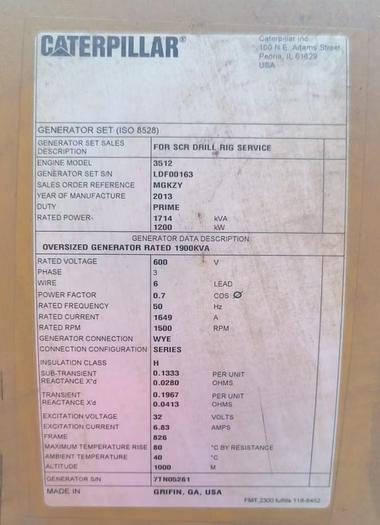 CATERPILLAR®
Caterpillar Inc.
100 N.E. Adams Street
Peoria, IL 61629
USA
GENERATOR SET (ISO 8528)
GENERATOR SET SALES DESCRIPTION FOR SCR DRILL RIG SERVICE
ENGINE MODEL 3512
GENERATOR SET S/N LDF00163
SALES ORDER REFERENCE MGKZY
YEAR OF MANUFACTURE 2013
DUTY PRIME
RATED POWER- 1714 kVA
1200 kW
GENERATOR DATA DESCRIPTION
OVERSIZED GENERATOR RATED 1900KVA
RATED VOLTAGE 600 V
PHASE 3
WIRE 6 LEAD
POWER FACTOR 0.7 COS Ø
RATED FREQUENCY 50 Hz
RATED CURRENT 1649 A
RATED RPM 1500 RPM
GENERATOR CONNECTION WYE
CONNECTION CONFIGURATION SERIES
INSULATION CLASS H
SUB-TRANSIENT 0.1333 PER UNIT
REACTANCE X"d 0.0280 OHMS
TRANSIENT 0.1967 PER UNIT
REACTANCE X'd 0.0413 OHMS
EXCITATION VOLTAGE 32 VOLTS
EXCITATION CURRENT 6.83 AMPS
FRAME 826
MAXIMUM TEMPERATURE RISE 80 °C BY RESISTANCE
AMBIENT TEMPERATURE 40 °C
ALTITUDE 1000 M
GENERATOR S/N 7TN05261
MADE IN GRIFIN, GA, USA
FMT 2300 fulfils 118-8452